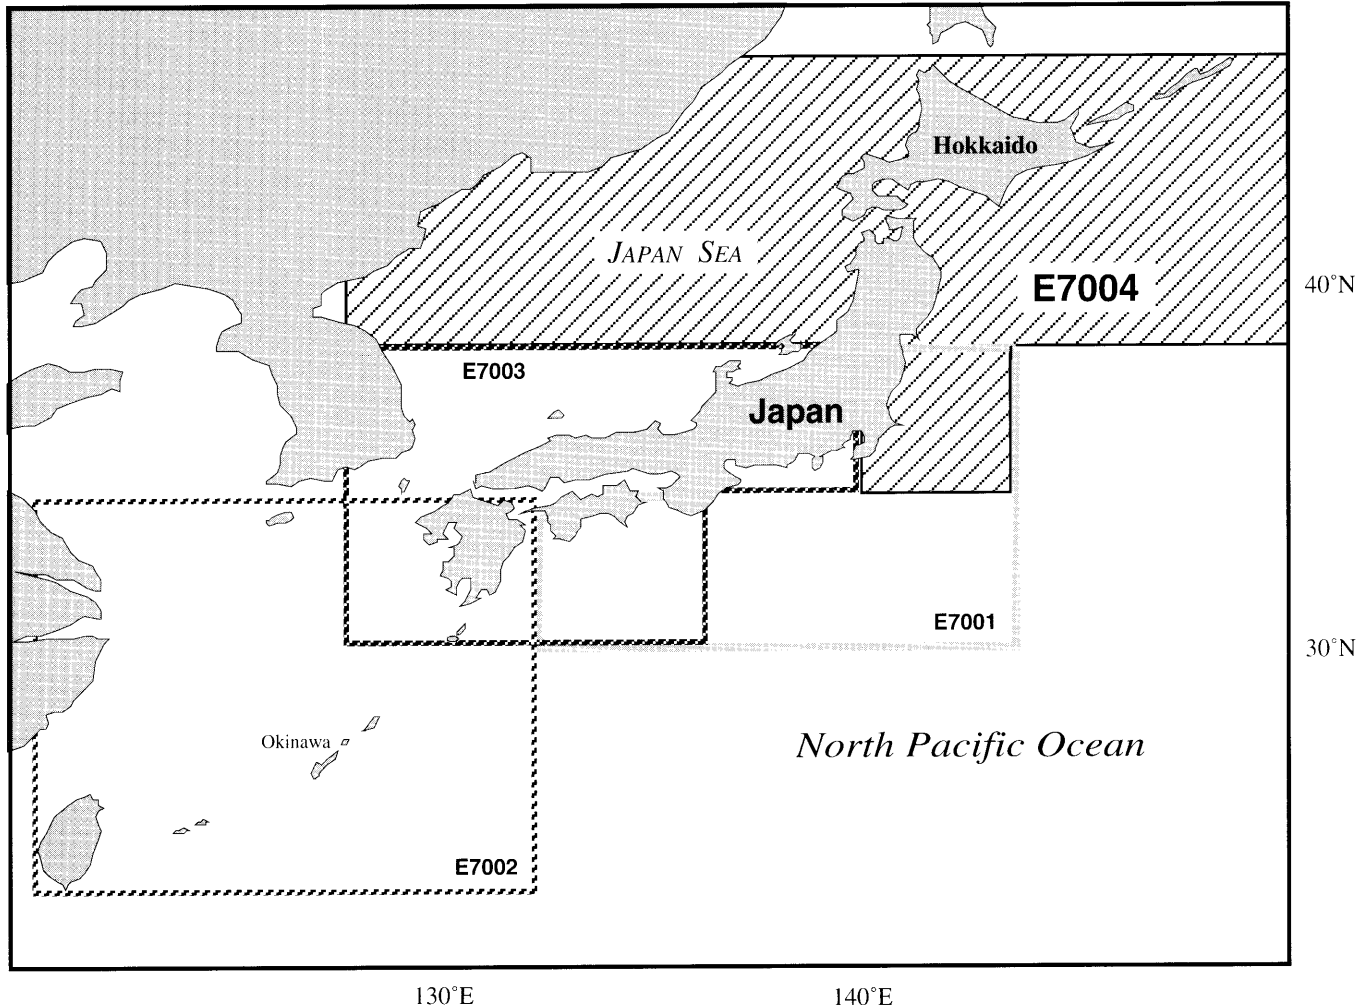 Hokkaido
JAPAN SEA
E7004
40°N
E7003
Japan
E7001
30°N
Okinawa
North Pacific Ocean
E7002
130°E
140°E